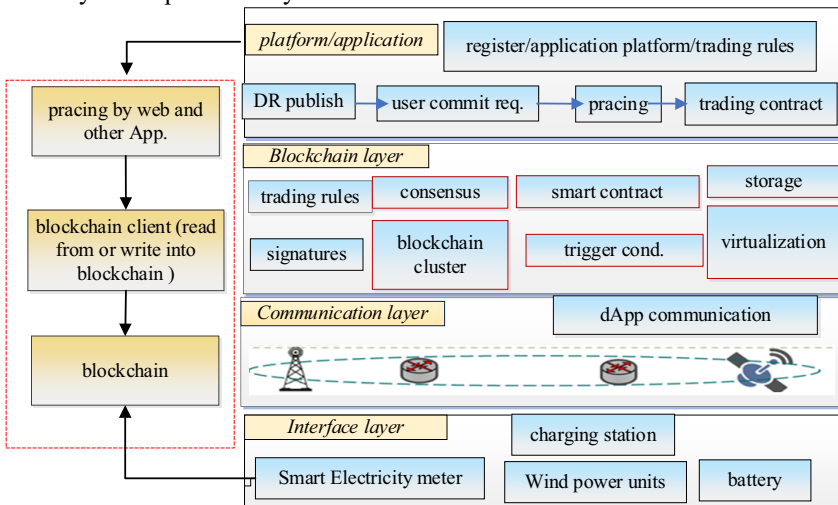 platform/application
register/application platform/trading rules
pracing by web and
other App.
DR publish
user commit req.
pracing
trading contract
Blockchain layer
trading rules
consensus
smart contract
storage
blockchain client (read
from or write into
blockchain )
signatures
blockchain
cluster
trigger cond.
virtualization
Communication layer
dApp communication
blockchain
Interface layer
charging station
Smart Electricity meter
Wind power units
battery